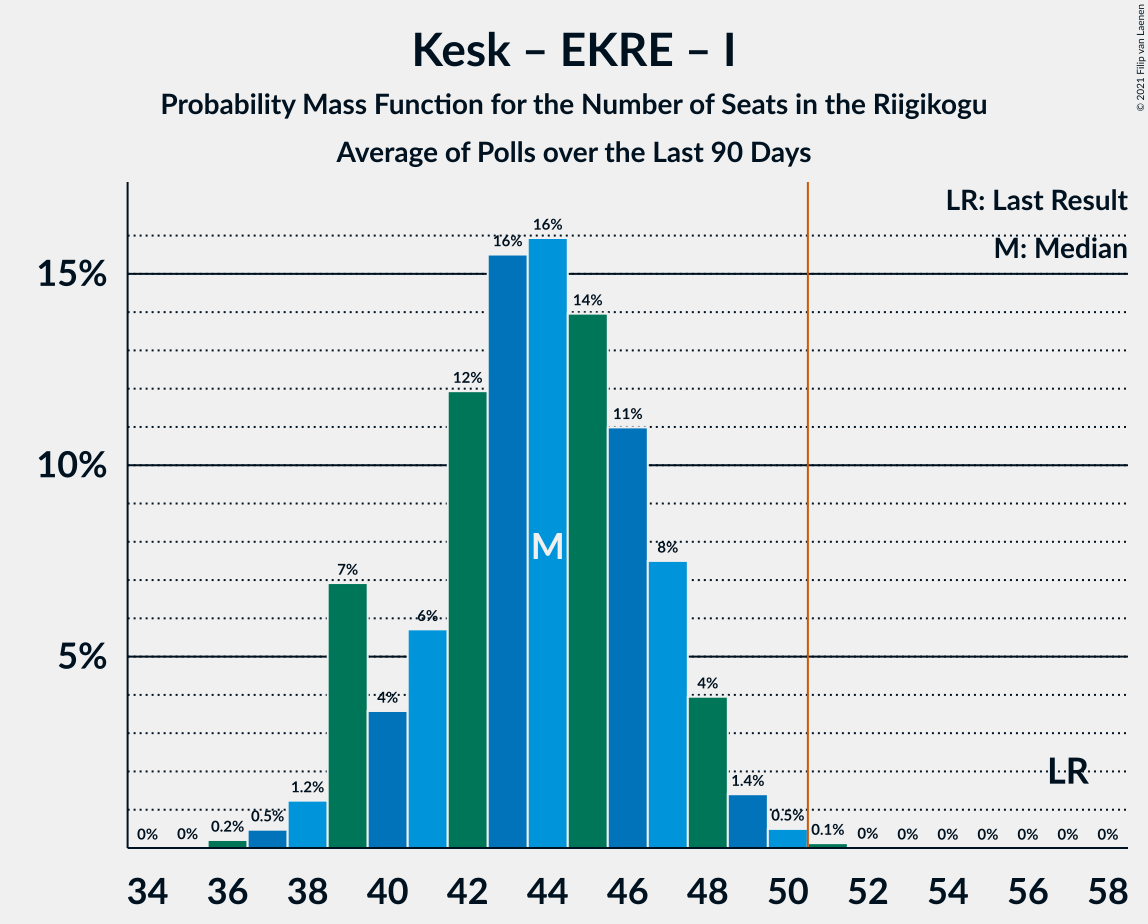 Kesk – EKRE – I
Probability Mass Function for the Number of Seats in the Riigikogu
Average of Polls over the Last 90 Days
© 2021 Filip van Laenen
LR: Last Result
M: Median
15%
10%
5%
0% 0% 0.2% 0.5% 1.2% 7% 4% 6% 12% 16% 16% 14% 11% 8% 4% 1.4% 0.5% 0.1% 0% 0% 0% 0% 0% 0% 0%
M
LR
34 36 38 40 42 44 46 48 50 52 54 56 58